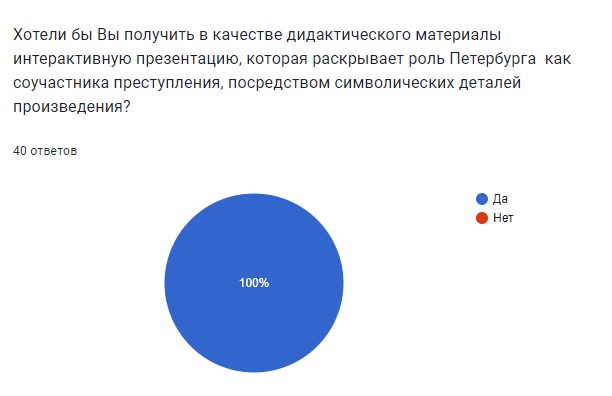 Хотели бы Вы получить в качестве дидактического материалы
интерактивную презентацию, которая раскрывает роль Петербурга  как
соучастника преступления, посредством символических деталей
произведения?
40 ответов
Да
Нет
100%